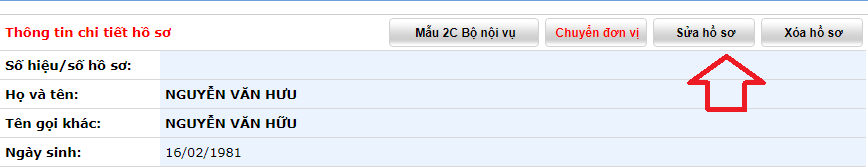 Thông tin chi tiết hồ sơ Mẫu 2C Bộ nội vụ Chuyển đơn vị Sửa hồ sơ Xóa hồ sơ
Số hiệu/số hồ sơ:
Họ và tên: NGUYỄN VĂN HƯU
Tên gọi khác: NGUYỄN VĂN HỮU
Ngày sinh: 16/02/1981